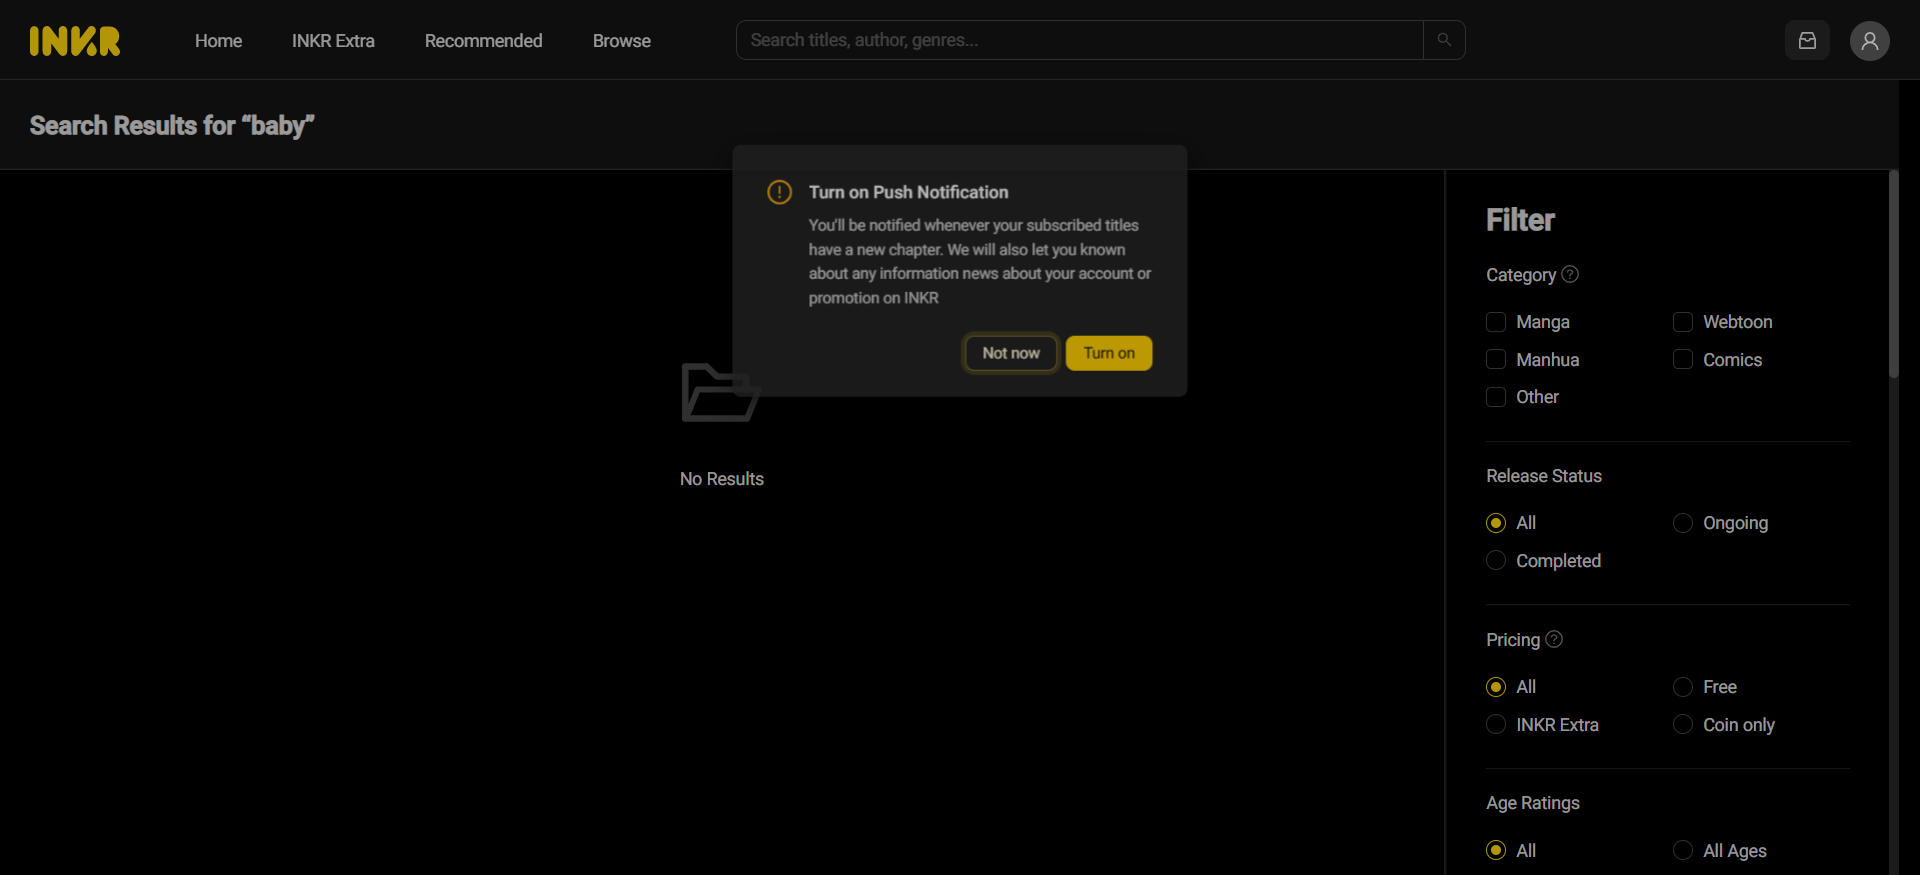 INKR
Home
INKR Extra
Recommended
Browse
Search titles, author, genres...
Search Results for “baby”
Turn on Push Notification
You'll be notified whenever your subscribed titles
have a new chapter. We will also let you known
about any information news about your account or
promotion on INKR
Not now
Turn on
No Results
Filter
Category
Manga
Webtoon
Manhua
Comics
Other
Release Status
All
Ongoing
Completed
Pricing
All
Free
INKR Extra
Coin only
Age Ratings
All
All Ages